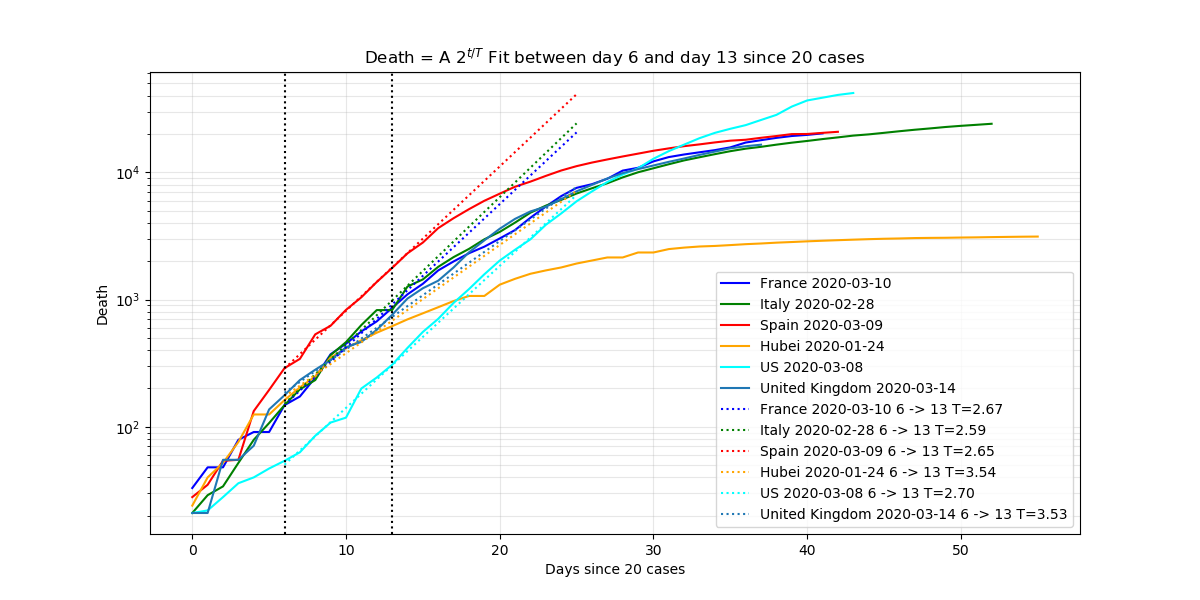 Death = A 2^{t/T} Fit between day 6 and day 13 since 20 cases
Death
10^4
10^3
10^2
France 2020-03-10
Italy 2020-02-28
Spain 2020-03-09
Hubei 2020-01-24
US 2020-03-08
United Kingdom 2020-03-14
France 2020-03-10 6 -> 13 T=2.67
Italy 2020-02-28 6 -> 13 T=2.59
Spain 2020-03-09 6 -> 13 T=2.65
Hubei 2020-01-24 6 -> 13 T=3.54
US 2020-03-08 6 -> 13 T=2.70
United Kingdom 2020-03-14 6 -> 13 T=3.53
0 10 20 30 40 50
Days since 20 cases